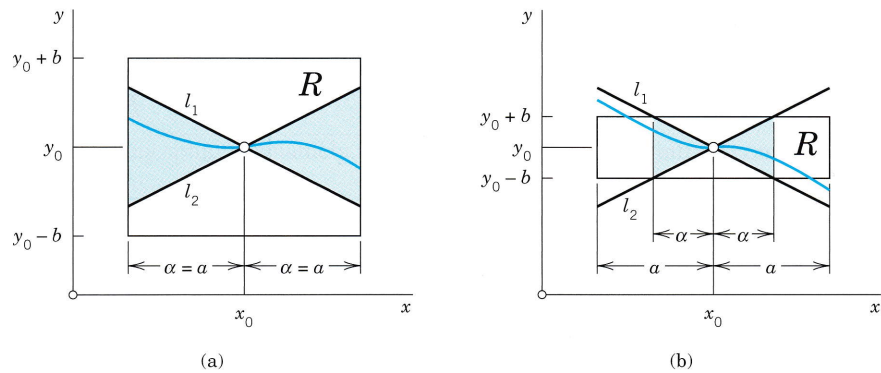 y
y₀ + b
R
l₁
y₀
l₂
y₀ – b
α = a
α = a
x₀
x
(a)
y
l₁
y₀ + b
y₀
R
y₀ – b
l₂
α
α
a
a
x₀
x
(b)